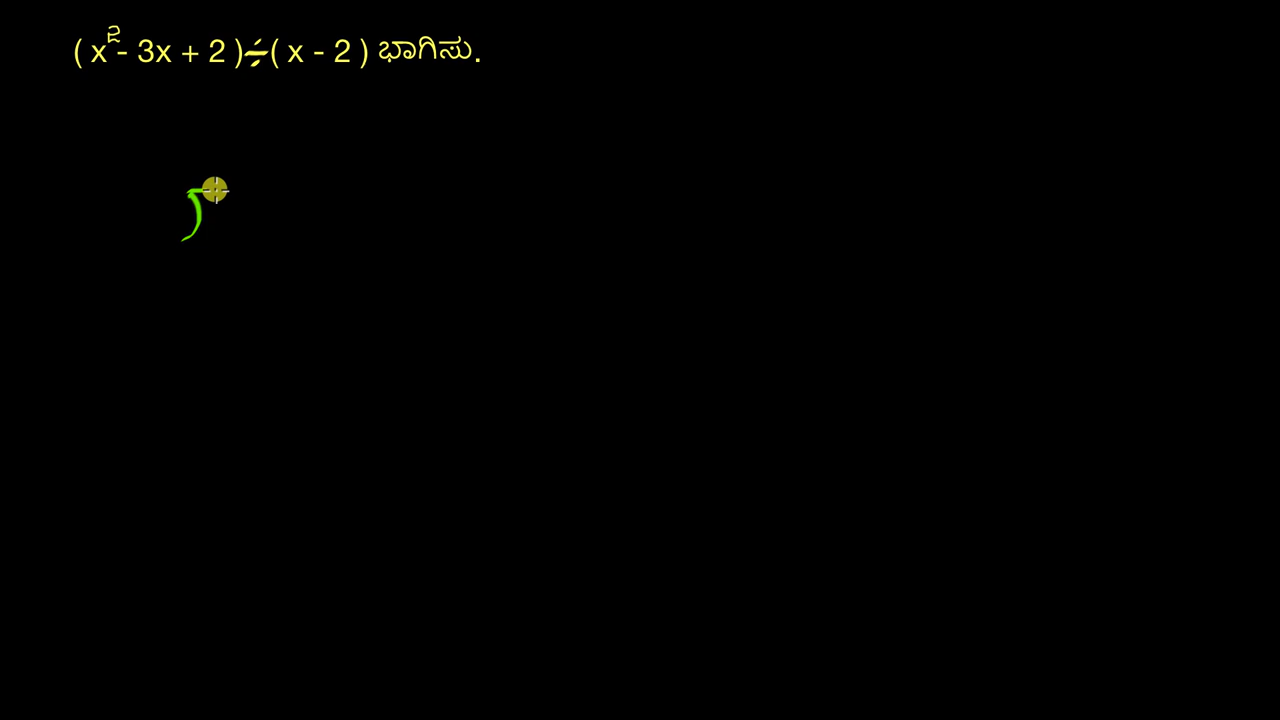 ( x² - 3x + 2 ) ÷ ( x - 2 ) ಭಾಗಿಸು.